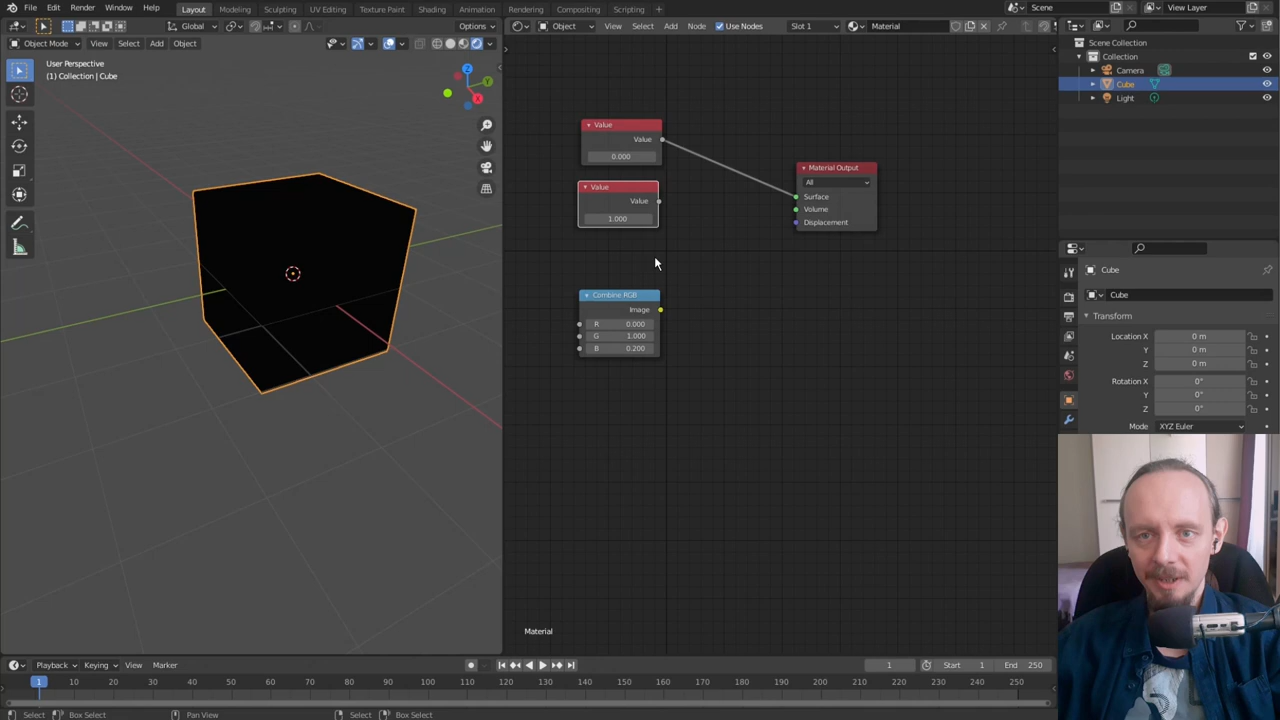 File Edit Render Window Help Layout Modeling Sculpting UV Editing Texture Paint Shading Animation Rendering Compositing Scripting + Scene View Layer
Global Options Object View Select Add Node Use Nodes Slot 1 Material
Object Mode View Select Add Object
User Perspective
(1) Collection | Cube
Z
Y
X
Value
Value
0.000
Value
Value
1.000
Combine RGB
Image
R 0.000
G 1.000
B 0.200
Material Output
All
Surface
Volume
Displacement
Material
Scene Collection
Collection
Camera
Cube
Light
Cube
Cube
Transform
Location X 0 m
Y 0 m
Z 0 m
Rotation X 0°
Y 0°
Z 0°
Mode XYZ Euler
Playback Keying View Marker 1 Start 1 End 250
1 10 20 30 40 50 60 70 80 90 100 110 120 130 140 150 160 170 180 190 200 210 220 230 240 250
Select Box Select Pan View Select Box Select